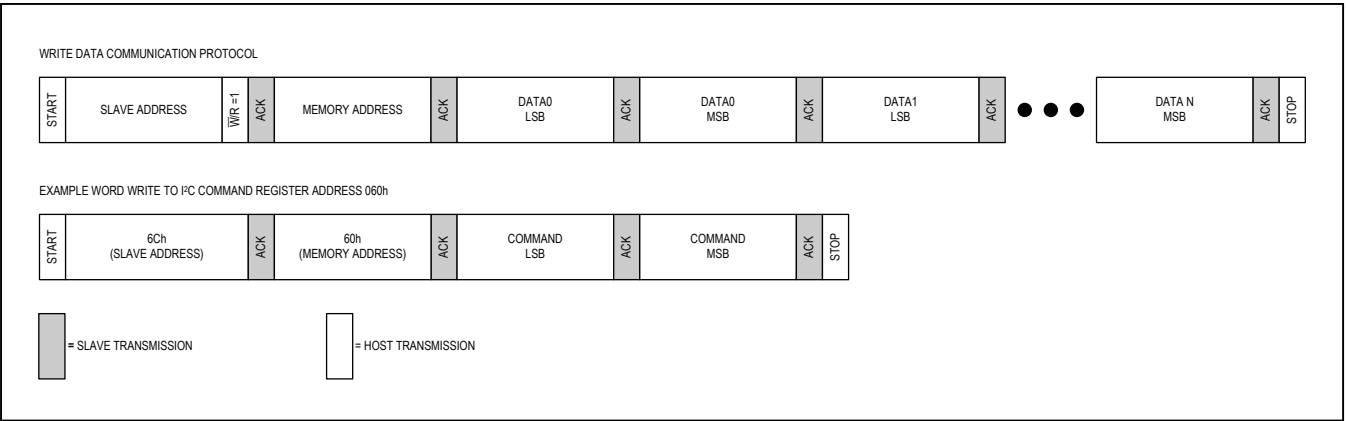 WRITE DATA COMMUNICATION PROTOCOL
START
SLAVE ADDRESS
W̅/R =1
ACK
MEMORY ADDRESS
ACK
DATA0
LSB
ACK
DATA0
MSB
ACK
DATA1
LSB
ACK
DATA N
MSB
ACK
STOP
EXAMPLE WORD WRITE TO I²C COMMAND REGISTER ADDRESS 060h
START
6Ch
(SLAVE ADDRESS)
ACK
60h
(MEMORY ADDRESS)
ACK
COMMAND
LSB
ACK
COMMAND
MSB
ACK
STOP
= SLAVE TRANSMISSION
= HOST TRANSMISSION